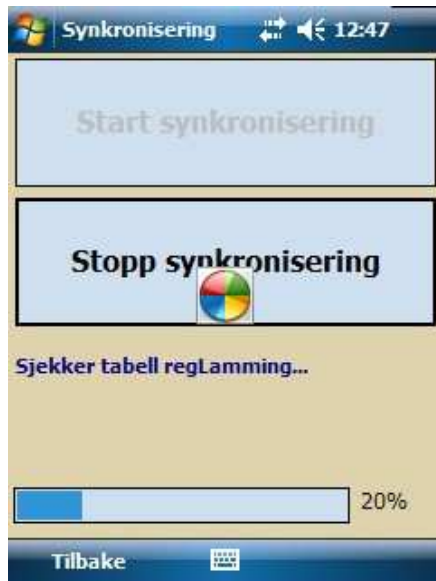 Synkronisering 12:47
Start synkronisering
Stopp synkronisering
Sjekker tabell regLamming...
20%
Tilbake